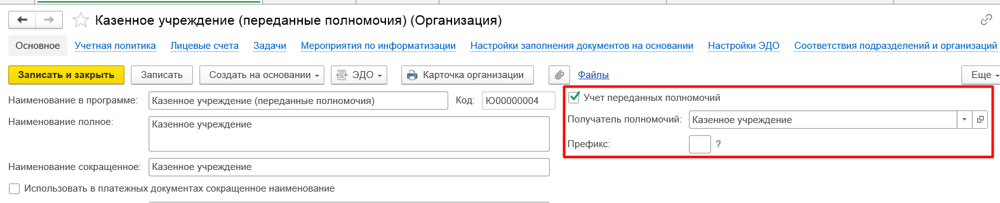 Казенное учреждение (переданные полномочия) (Организация)
Основное Учетная политика Лицевые счета Задачи Мероприятия по информатизации Настройки заполнения документов на основании Настройки ЭДО Соответствия подразделений и организаций
Записать и закрыть Записать Создать на основании ЭДО Карточка организации Файлы Еще
Наименование в программе: Казенное учреждение (переданные полномочия) Код: Ю00000004 Учет переданных полномочий
Наименование полное: Казенное учреждение Получатель полномочий: Казенное учреждение
Префикс: ?
Наименование сокращенное: Казенное учреждение
Использовать в платежных документах сокращенное наименование